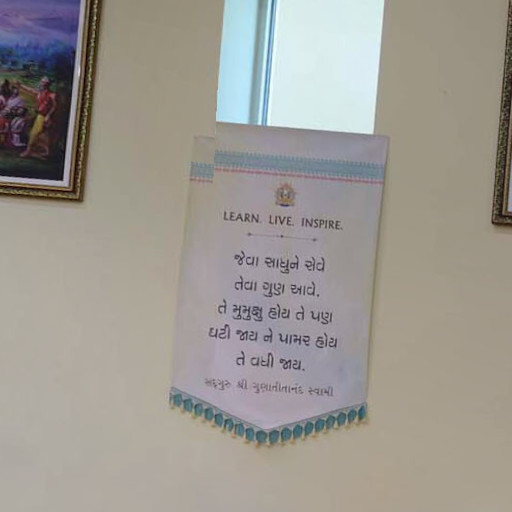 LEARN. LIVE. INSPIRE.
જેવા સાધુને સેવે
તેવા ગુણ આવે.
તે મુમુક્ષુ હોય તે પણ
ઘટી જાય ને પામર હોય
તે વધી જાય.
સદ્‌ગુરુ શ્રી ગુણાતીતાનંદ સ્વામી